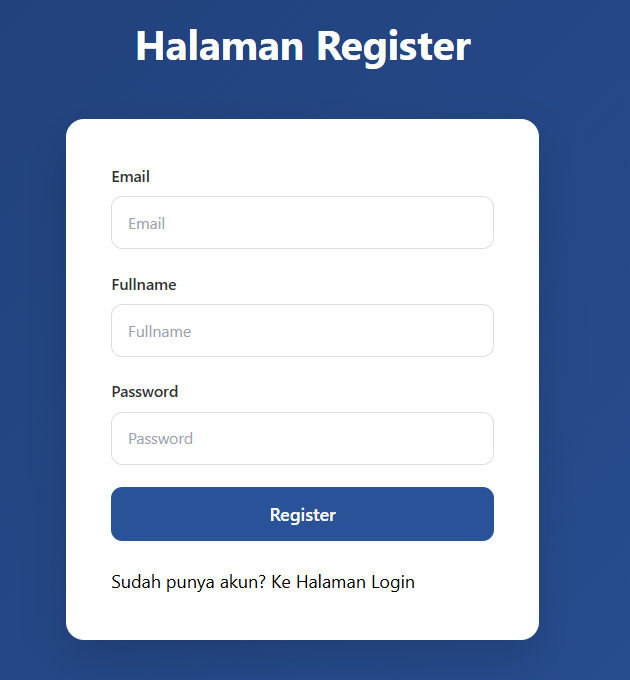 Halaman Register
Email
Email
Fullname
Fullname
Password
Password
Register
Sudah punya akun? Ke Halaman Login